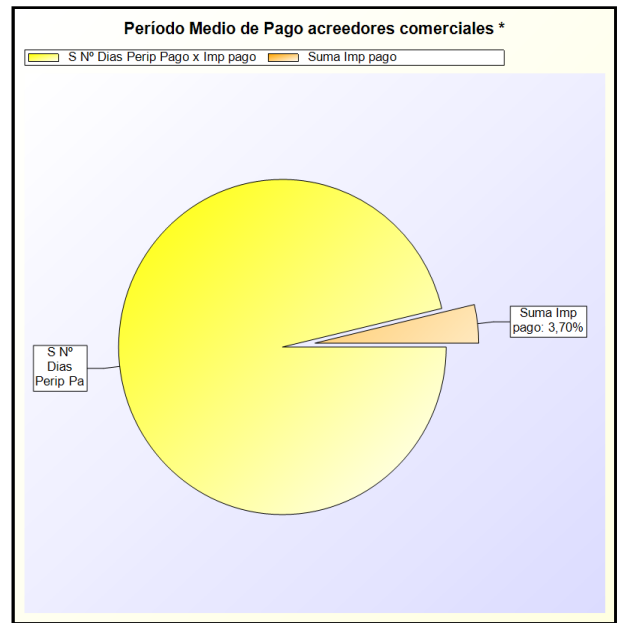 Período Medio de Pago acreedores comerciales *
S Nº Dias Perip Pago x Imp pago Suma Imp pago
Suma Imp
pago: 3,70%
S Nº
Dias
Perip Pa